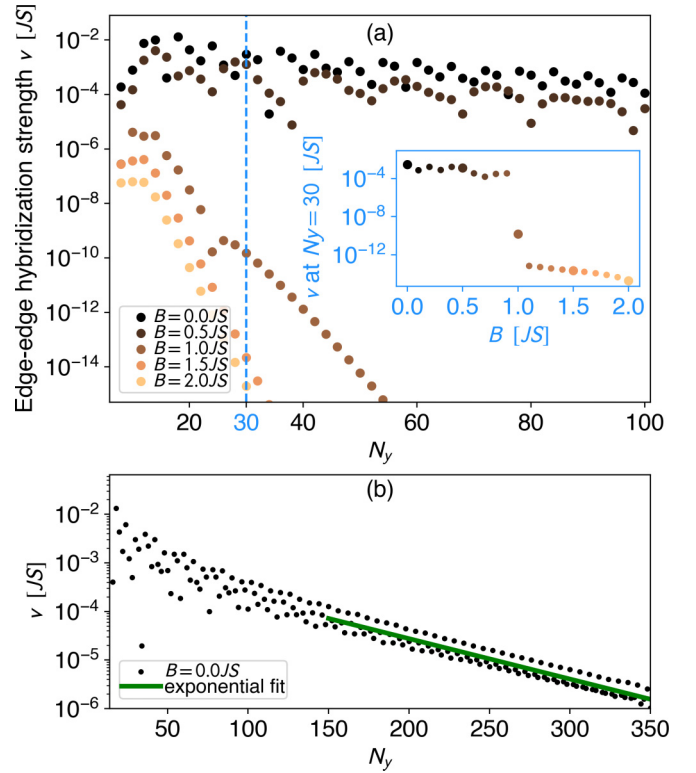 (a)
Edge-edge hybridization strength ν [JS]
10⁻²
10⁻⁴
10⁻⁶
10⁻⁸
10⁻¹⁰
10⁻¹²
10⁻¹⁴
B = 0.0JS
B = 0.5JS
B = 1.0JS
B = 1.5JS
B = 2.0JS
20 30 40 60 80 100
N_y
ν at Ny = 30 [JS]
10⁻⁴
10⁻⁸
10⁻¹²
0.0 0.5 1.0 1.5 2.0
B [JS]
(b)
ν [JS]
10⁻²
10⁻³
10⁻⁴
10⁻⁵
10⁻⁶
B = 0.0JS
exponential fit
50 100 150 200 250 300 350
N_y